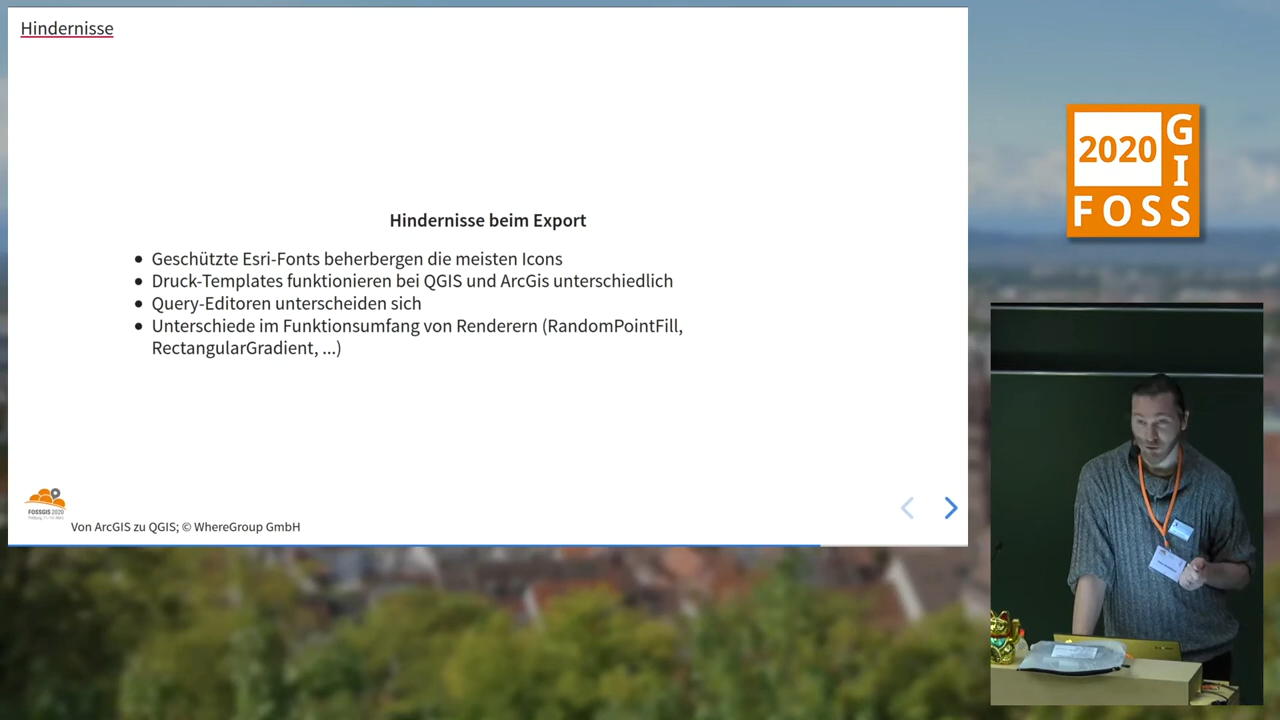 Hindernisse
Hindernisse beim Export
Geschützte Esri-Fonts beherbergen die meisten Icons
Druck-Templates funktionieren bei QGIS und ArcGis unterschiedlich
Query-Editoren unterscheiden sich
Unterschiede im Funktionsumfang von Renderern (RandomPointFill,
RectangularGradient, ...)
FOSSGIS 2020
Von ArcGIS zu QGIS; © WhereGroup GmbH
2020
G
I
FOSS